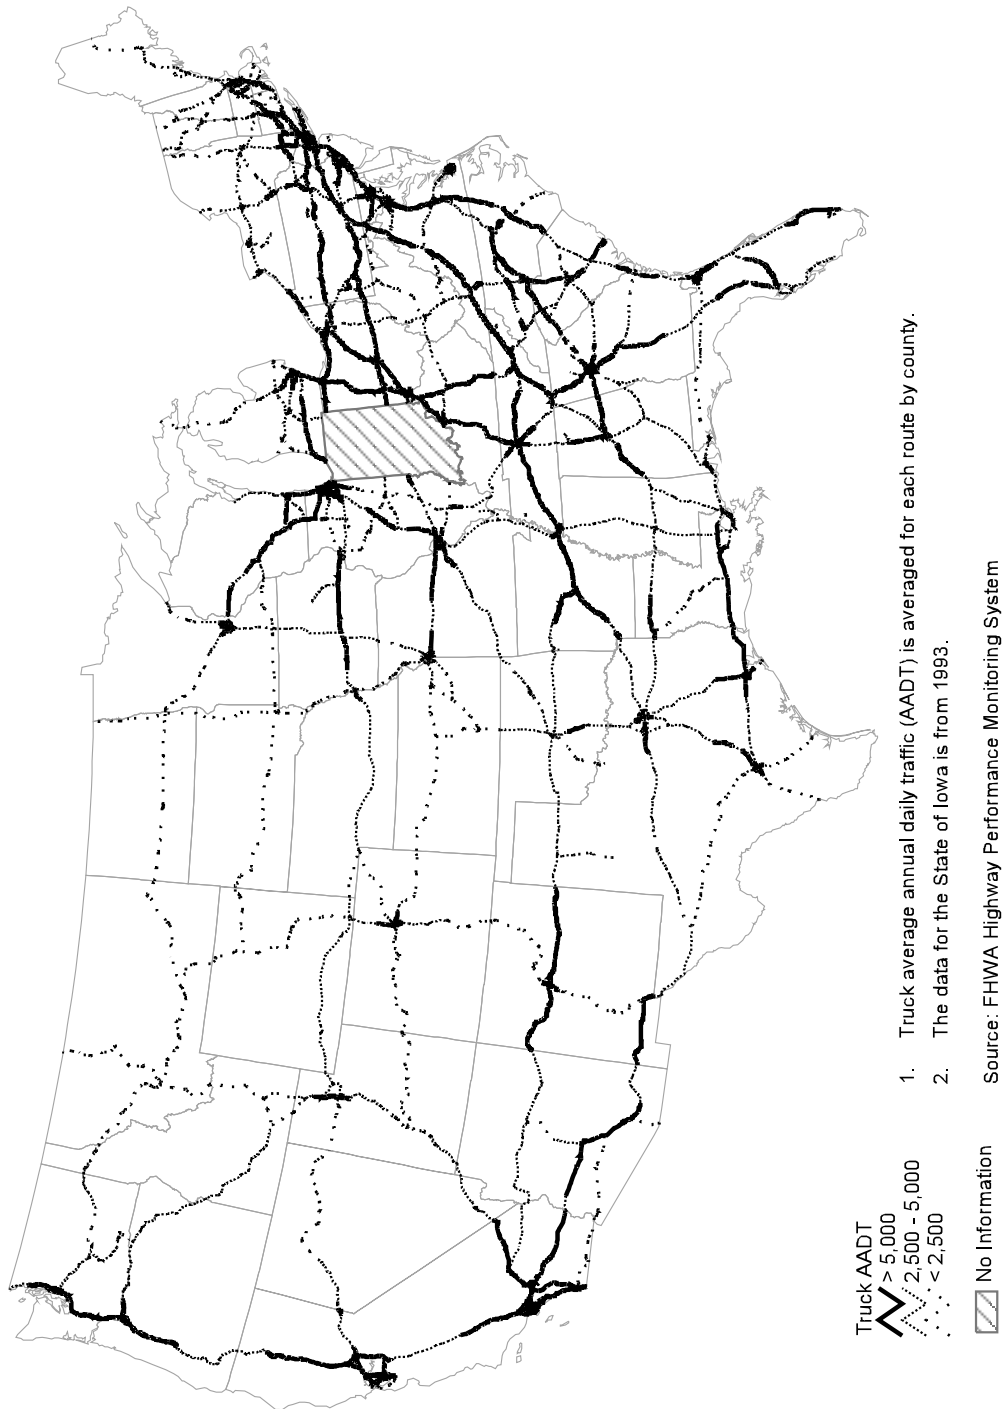 Truck AADT
> 5,000
2,500 - 5,000
< 2,500
No Information
1. Truck average annual daily traffic (AADT) is averaged for each route by county.
2. The data for the State of Iowa is from 1993.
Source: FHWA Highway Performance Monitoring System